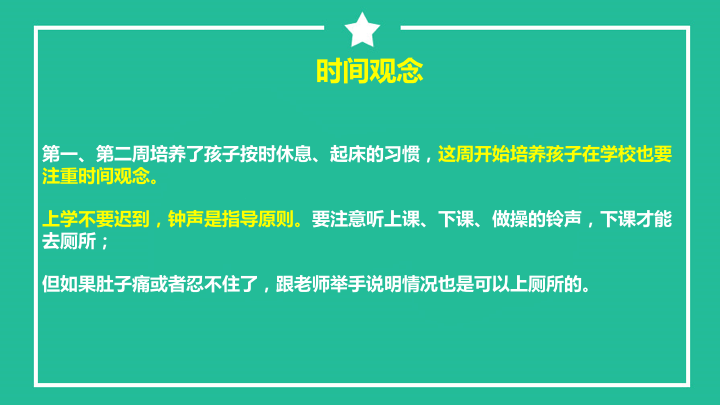 时间观念
第一、第二周培养了孩子按时休息、起床的习惯，这周开始培养孩子在学校也要
注重时间观念。
上学不要迟到，钟声是指导原则。要注意听上课、下课、做操的铃声，下课才能
去厕所；
但如果肚子痛或者忍不住了，跟老师举手说明情况也是可以上厕所的。